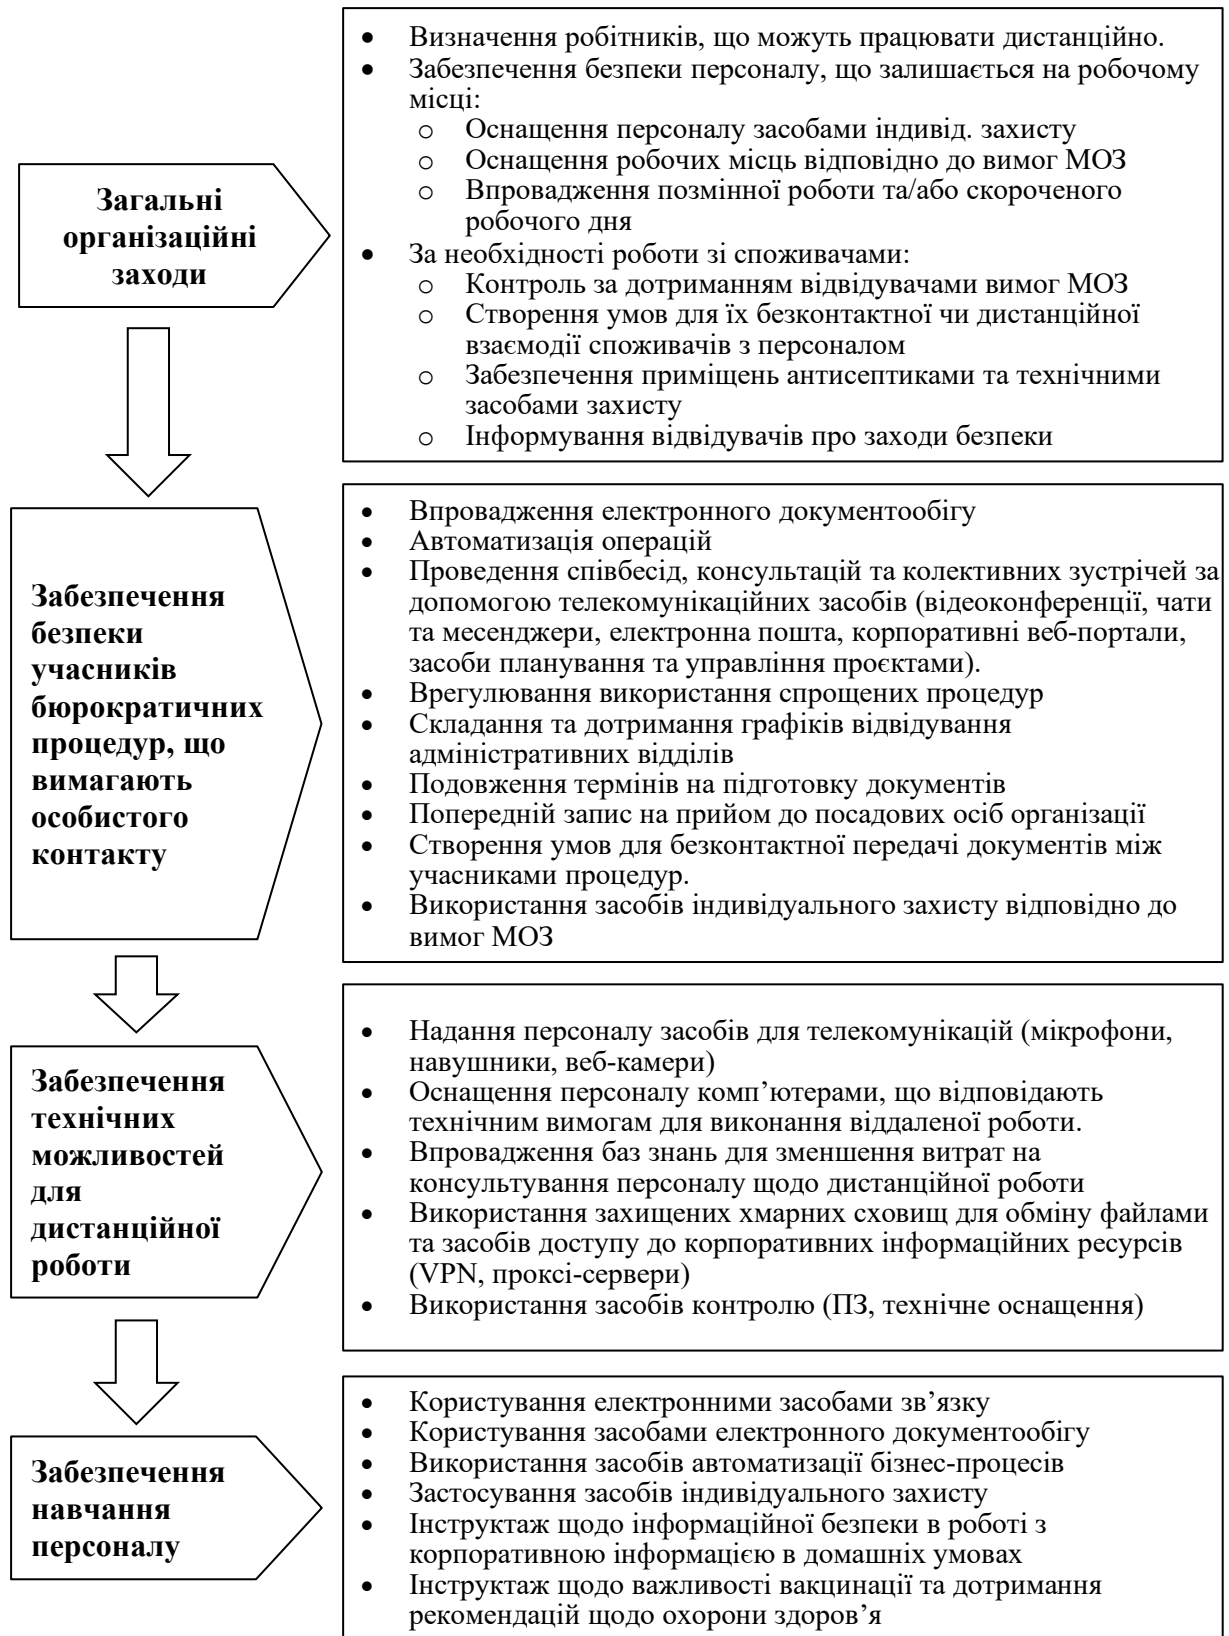 Загальні
організаційні
заходи
• Визначення робітників, що можуть працювати дистанційно.
• Забезпечення безпеки персоналу, що залишається на робочому
місці:
o Оснащення персоналу засобами індивід. захисту
o Оснащення робочих місць відповідно до вимог МОЗ
o Впровадження позмінної роботи та/або скороченого
робочого дня
• За необхідності роботи зі споживачами:
o Контроль за дотриманням відвідувачами вимог МОЗ
o Створення умов для їх безконтактної чи дистанційної
взаємодії споживачів з персоналом
o Забезпечення приміщень антисептиками та технічними
засобами захисту
o Інформування відвідувачів про заходи безпеки
Забезпечення
безпеки
учасників
бюрократичних
процедур, що
вимагають
особистого
контакту
• Впровадження електронного документообігу
• Автоматизація операцій
• Проведення співбесід, консультацій та колективних зустрічей за
допомогою телекомунікаційних засобів (відеоконференції, чати
та месенджери, електронна пошта, корпоративні веб-портали,
засоби планування та управління проєктами).
• Врегулювання використання спрощених процедур
• Складання та дотримання графіків відвідування
адміністративних відділів
• Подовження термінів на підготовку документів
• Попередній запис на прийом до посадових осіб організації
• Створення умов для безконтактної передачі документів між
учасниками процедур.
• Використання засобів індивідуального захисту відповідно до
вимог МОЗ
Забезпечення
технічних
можливостей
для
дистанційної
роботи
• Надання персоналу засобів для телекомунікацій (мікрофони,
навушники, веб-камери)
• Оснащення персоналу комп’ютерами, що відповідають
технічним вимогам для виконання віддаленої роботи.
• Впровадження баз знань для зменшення витрат на
консультування персоналу щодо дистанційної роботи
• Використання захищених хмарних сховищ для обміну файлами
та засобів доступу до корпоративних інформаційних ресурсів
(VPN, проксі-сервери)
• Використання засобів контролю (ПЗ, технічне оснащення)
Забезпечення
навчання
персоналу
• Користування електронними засобами зв’язку
• Користування засобами електронного документообігу
• Використання засобів автоматизації бізнес-процесів
• Застосування засобів індивідуального захисту
• Інструктаж щодо інформаційної безпеки в роботі з
корпоративною інформацією в домашніх умовах
• Інструктаж щодо важливості вакцинації та дотримання
рекомендацій щодо охорони здоров’я